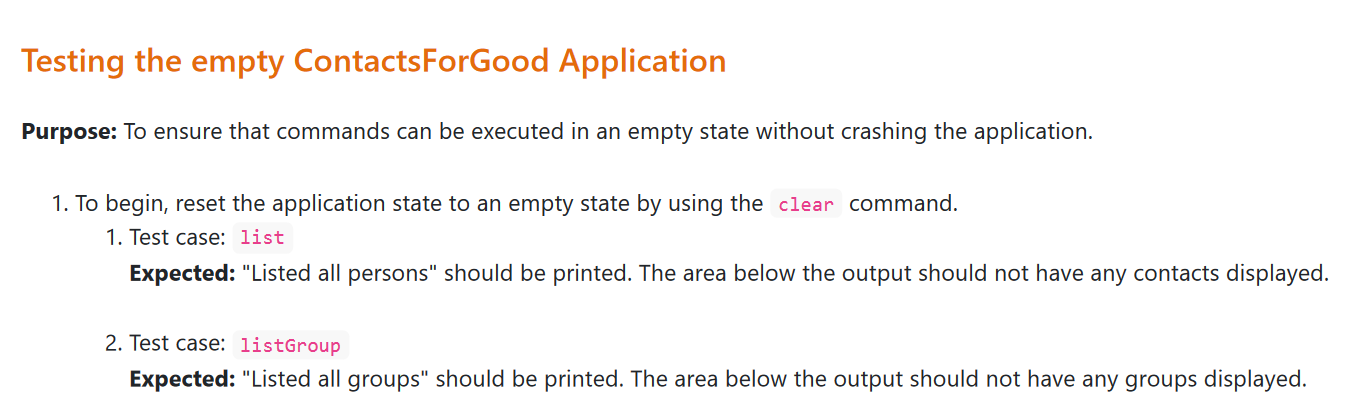 Testing the empty ContactsForGood Application
Purpose: To ensure that commands can be executed in an empty state without crashing the application.
1. To begin, reset the application state to an empty state by using the clear command.
1. Test case: list
Expected: "Listed all persons" should be printed. The area below the output should not have any contacts displayed.
2. Test case: listGroup
Expected: "Listed all groups" should be printed. The area below the output should not have any groups displayed.